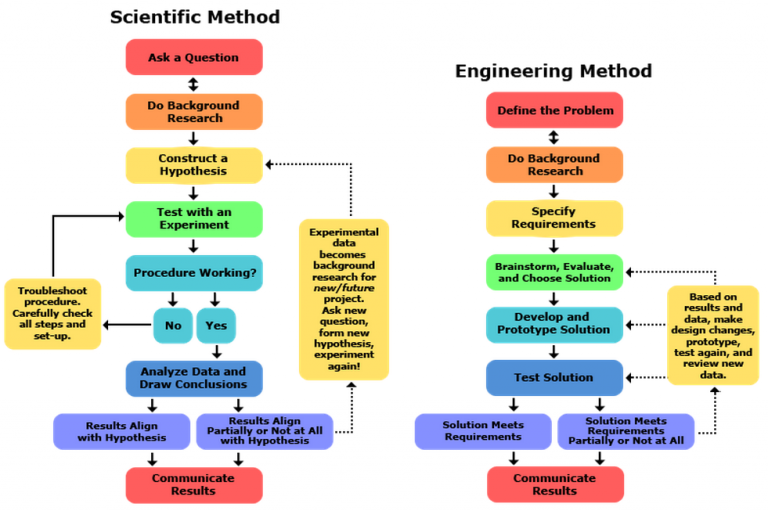 Scientific Method
Ask a Question
Do Background
Research
Construct a
Hypothesis
Test with an
Experiment
Procedure Working?
No
Yes
Troubleshoot
procedure.
Carefully check
all steps and
set-up.
Experimental
data
becomes
background
research for
new/future
project.
Ask new
question,
form new
hypothesis,
experiment
again!
Analyze Data and
Draw Conclusions
Results Align
with Hypothesis
Results Align
Partially or Not at All
with Hypothesis
Communicate
Results
Engineering Method
Define the Problem
Do Background
Research
Specify
Requirements
Brainstorm, Evaluate,
and Choose Solution
Develop and
Prototype Solution
Test Solution
Based on
results and
data, make
design changes,
prototype,
test again, and
review new
data.
Solution Meets
Requirements
Solution Meets
Requirements
Partially or Not at All
Communicate
Results